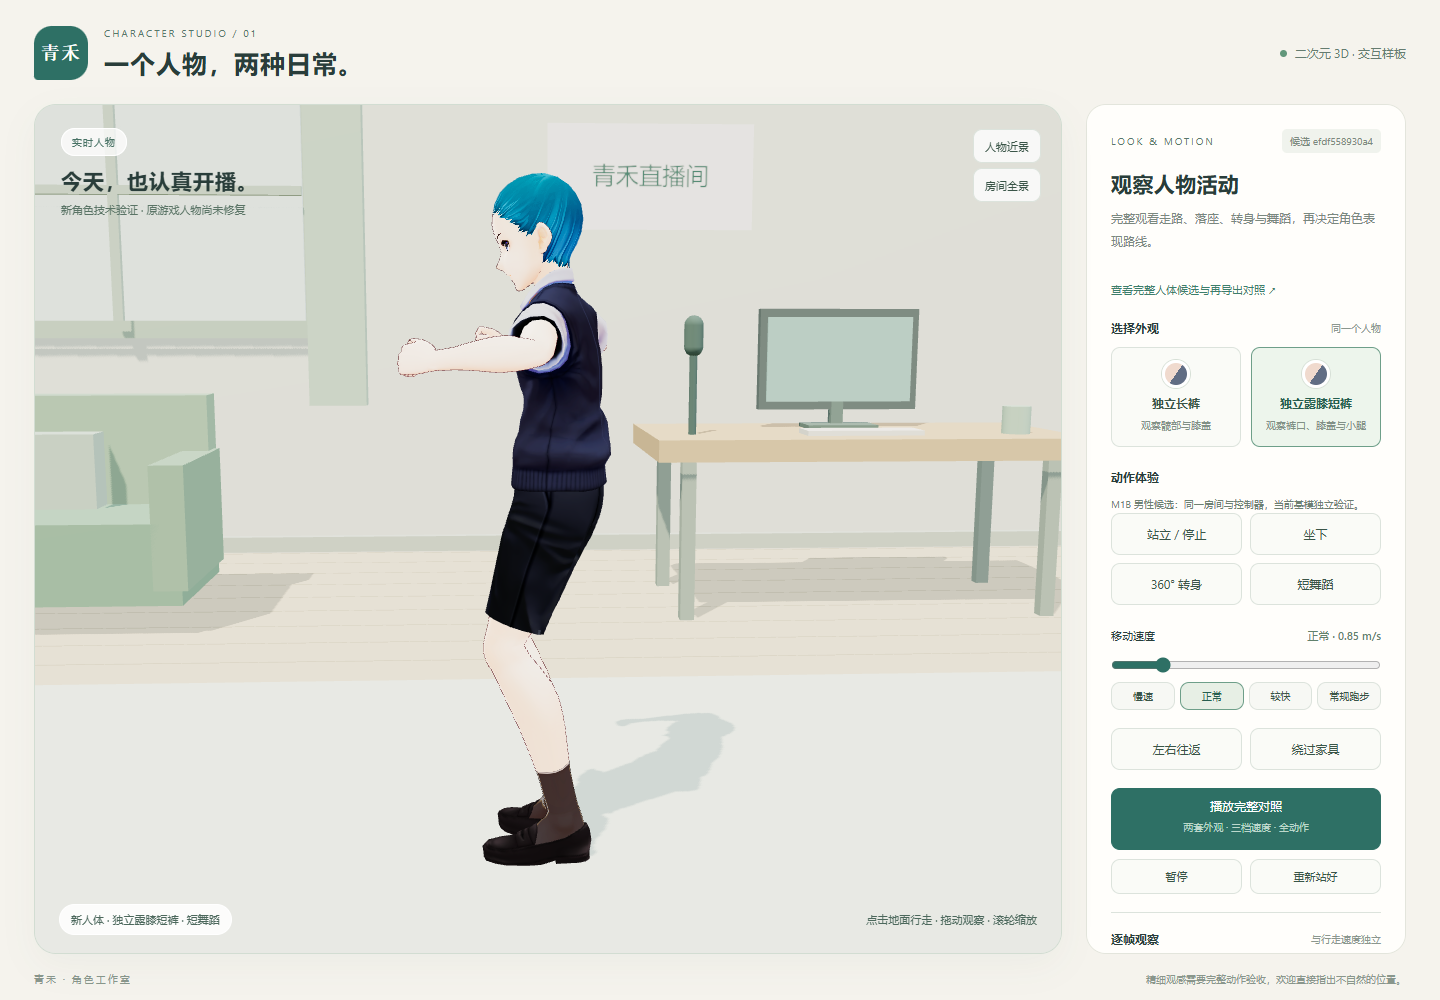 青禾
CHARACTER STUDIO / 01
一个人物，两种日常。
二次元 3D · 交互样板
实时人物
今天，也认真开播。
新角色技术验证 · 原游戏人物尚未修复
青禾直播间
人物近景
房间全景
新人体 · 独立露膝短裤 · 短舞蹈
点击地面行走 · 拖动观察 · 滚轮缩放
LOOK & MOTION
候选 efdf558930a4
观察人物活动
完整观看走路、落座、转身与舞蹈，再决定角色表
现路线。
查看完整人体候选与再导出对照 ↗
选择外观
同一个人物
独立长裤
观察髋部与膝盖
独立露膝短裤
观察裤口、膝盖与小腿
动作体验
M1B 男性候选：同一房间与控制器，当前基模独立验证。
站立 / 停止
坐下
360° 转身
短舞蹈
移动速度
正常 · 0.85 m/s
慢速
正常
较快
常规跑步
左右往返
绕过家具
播放完整对照
两套外观 · 三档速度 · 全动作
暂停
重新站好
逐帧观察
与行走速度独立
青禾 · 角色工作室
精细观感需要完整动作验收，欢迎直接指出不自然的位置。